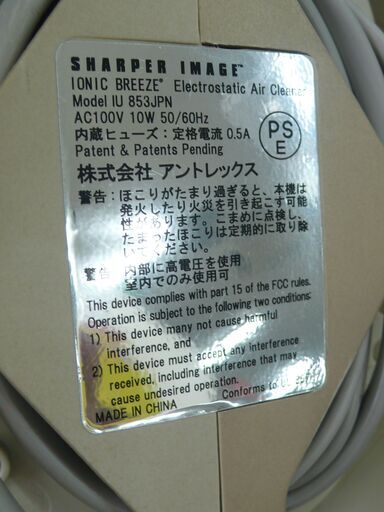 SHARPER IMAGE™
IONIC BREEZE® Electrostatic Air Cleaner
Model IU 853JPN
AC100V 10W 50/60Hz
内蔵ヒューズ：定格電流 0.5A
Patent & Patents Pending
PS
E
株式会社 アントレックス
警告：ほこりがたまり過ぎると、本機は
発火したり火災を引き起こす可能
性があります。こまめに点検し、
たまったほこりは定期的に取り除
いてください。
警告：内部に高電圧を使用
室内でのみ使用可
This device complies with part 15 of the FCC rules.
Operation is subject to the following two conditions:
1) This device many not cause harmful
interference, and
2) This device must accept any interference
received, including interference that may
cause undesired operation.
Conforms to UL
MADE IN CHINA